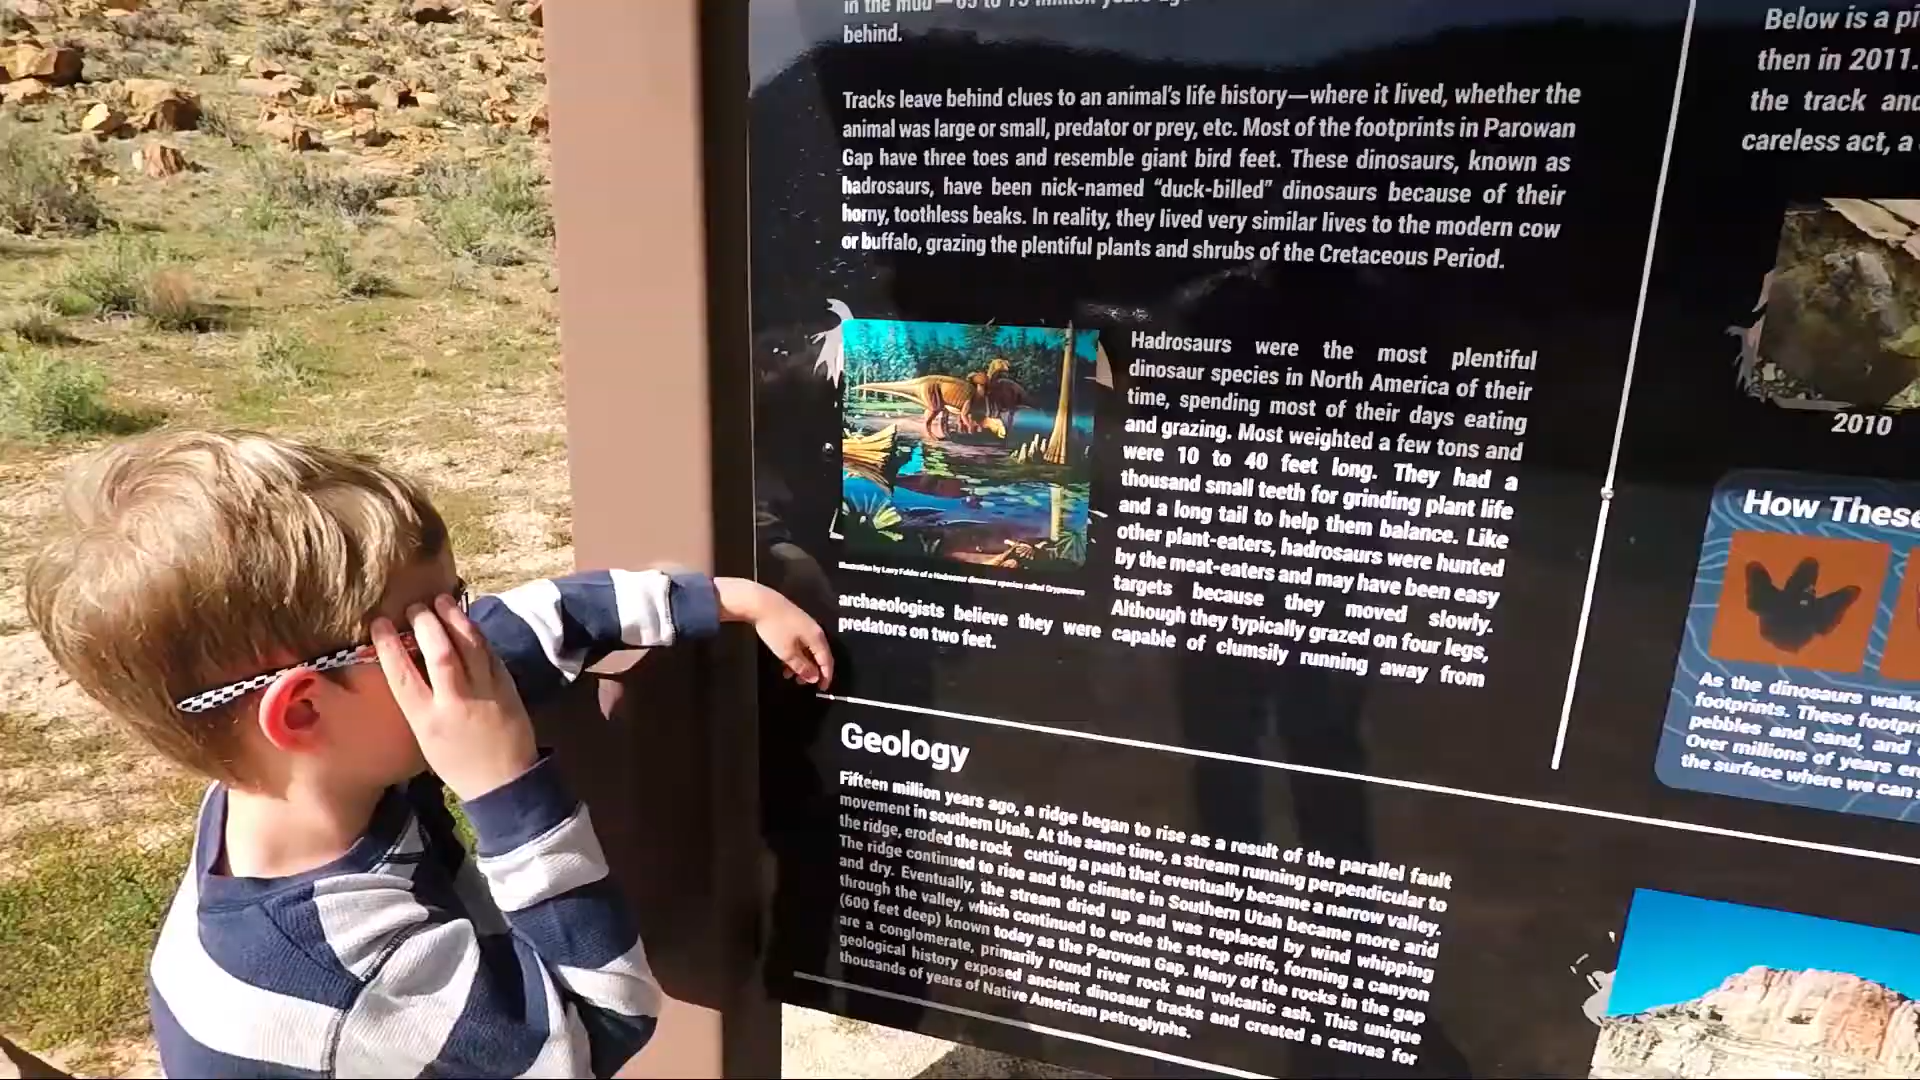 in the mud
behind.
Tracks leave behind clues to an animal's life history—where it lived, whether the
animal was large or small, predator or prey, etc. Most of the footprints in Parowan
Gap have three toes and resemble giant bird feet. These dinosaurs, known as
hadrosaurs, have been nick-named “duck-billed” dinosaurs because of their
horny, toothless beaks. In reality, they lived very similar lives to the modern cow
or buffalo, grazing the plentiful plants and shrubs of the Cretaceous Period.
Hadrosaurs were the most plentiful
dinosaur species in North America of their
time, spending most of their days eating
and grazing. Most weighted a few tons and
were 10 to 40 feet long. They had a
thousand small teeth for grinding plant life
and a long tail to help them balance. Like
other plant-eaters, hadrosaurs were hunted
by the meat-eaters and may have been easy
targets because they moved slowly.
Although they typically grazed on four legs,
Illustration by Larry Felder of a Hadrosaur dinosaur species called
archaeologists believe they were capable of clumsily running away from
predators on two feet.
Geology
Fifteen million years ago, a ridge began to rise as a result of the parallel fault
movement in southern Utah. At the same time, a stream running perpendicular to
the ridge, eroded the rock cutting a path that eventually became a narrow valley.
The ridge continued to rise and the climate in Southern Utah became more arid
and dry. Eventually, the stream dried up and was replaced by wind whipping
through the valley, which continued to erode the steep cliffs, forming a canyon
(600 feet deep) known today as the Parowan Gap. Many of the rocks in the gap
are a conglomerate, primarily round river rock and volcanic ash. This unique
geological history exposed ancient dinosaur tracks and created a canvas for
thousands of years of Native American petroglyphs.
Below is a
then in 2011.
the track
careless act, a
2010
How These
As the dinosaurs
footprints. These
pebbles and sand, and
Over millions of years
the surface where we can